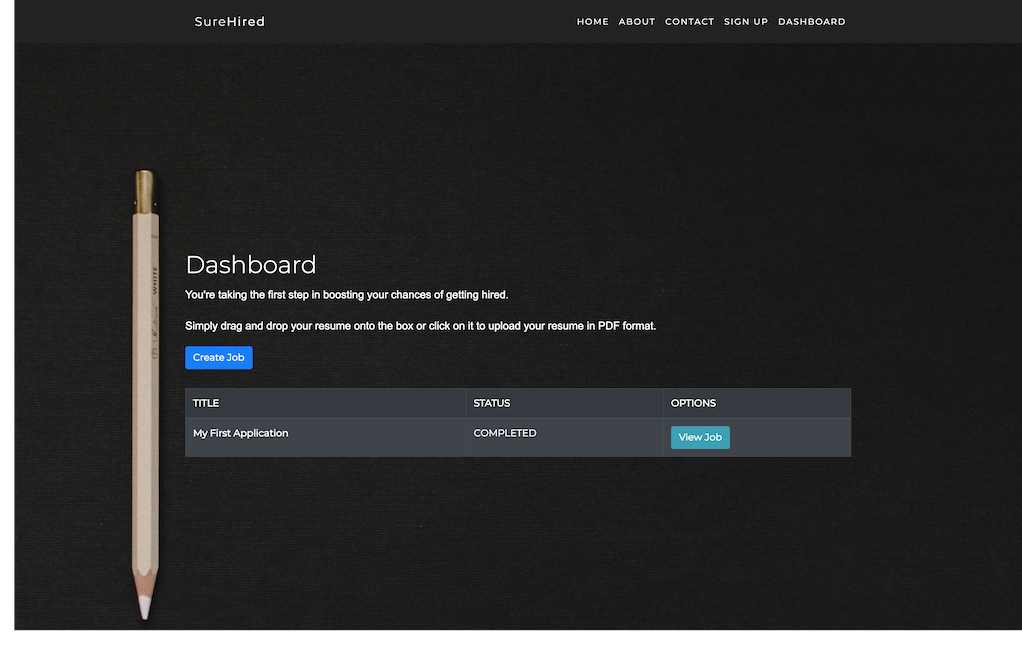 SureHired
HOME ABOUT CONTACT SIGN UP DASHBOARD
WHITE
Dashboard
You're taking the first step in boosting your chances of getting hired.
Simply drag and drop your resume onto the box or click on it to upload your resume in PDF format.
Create Job
TITLE STATUS OPTIONS
My First Application COMPLETED View Job